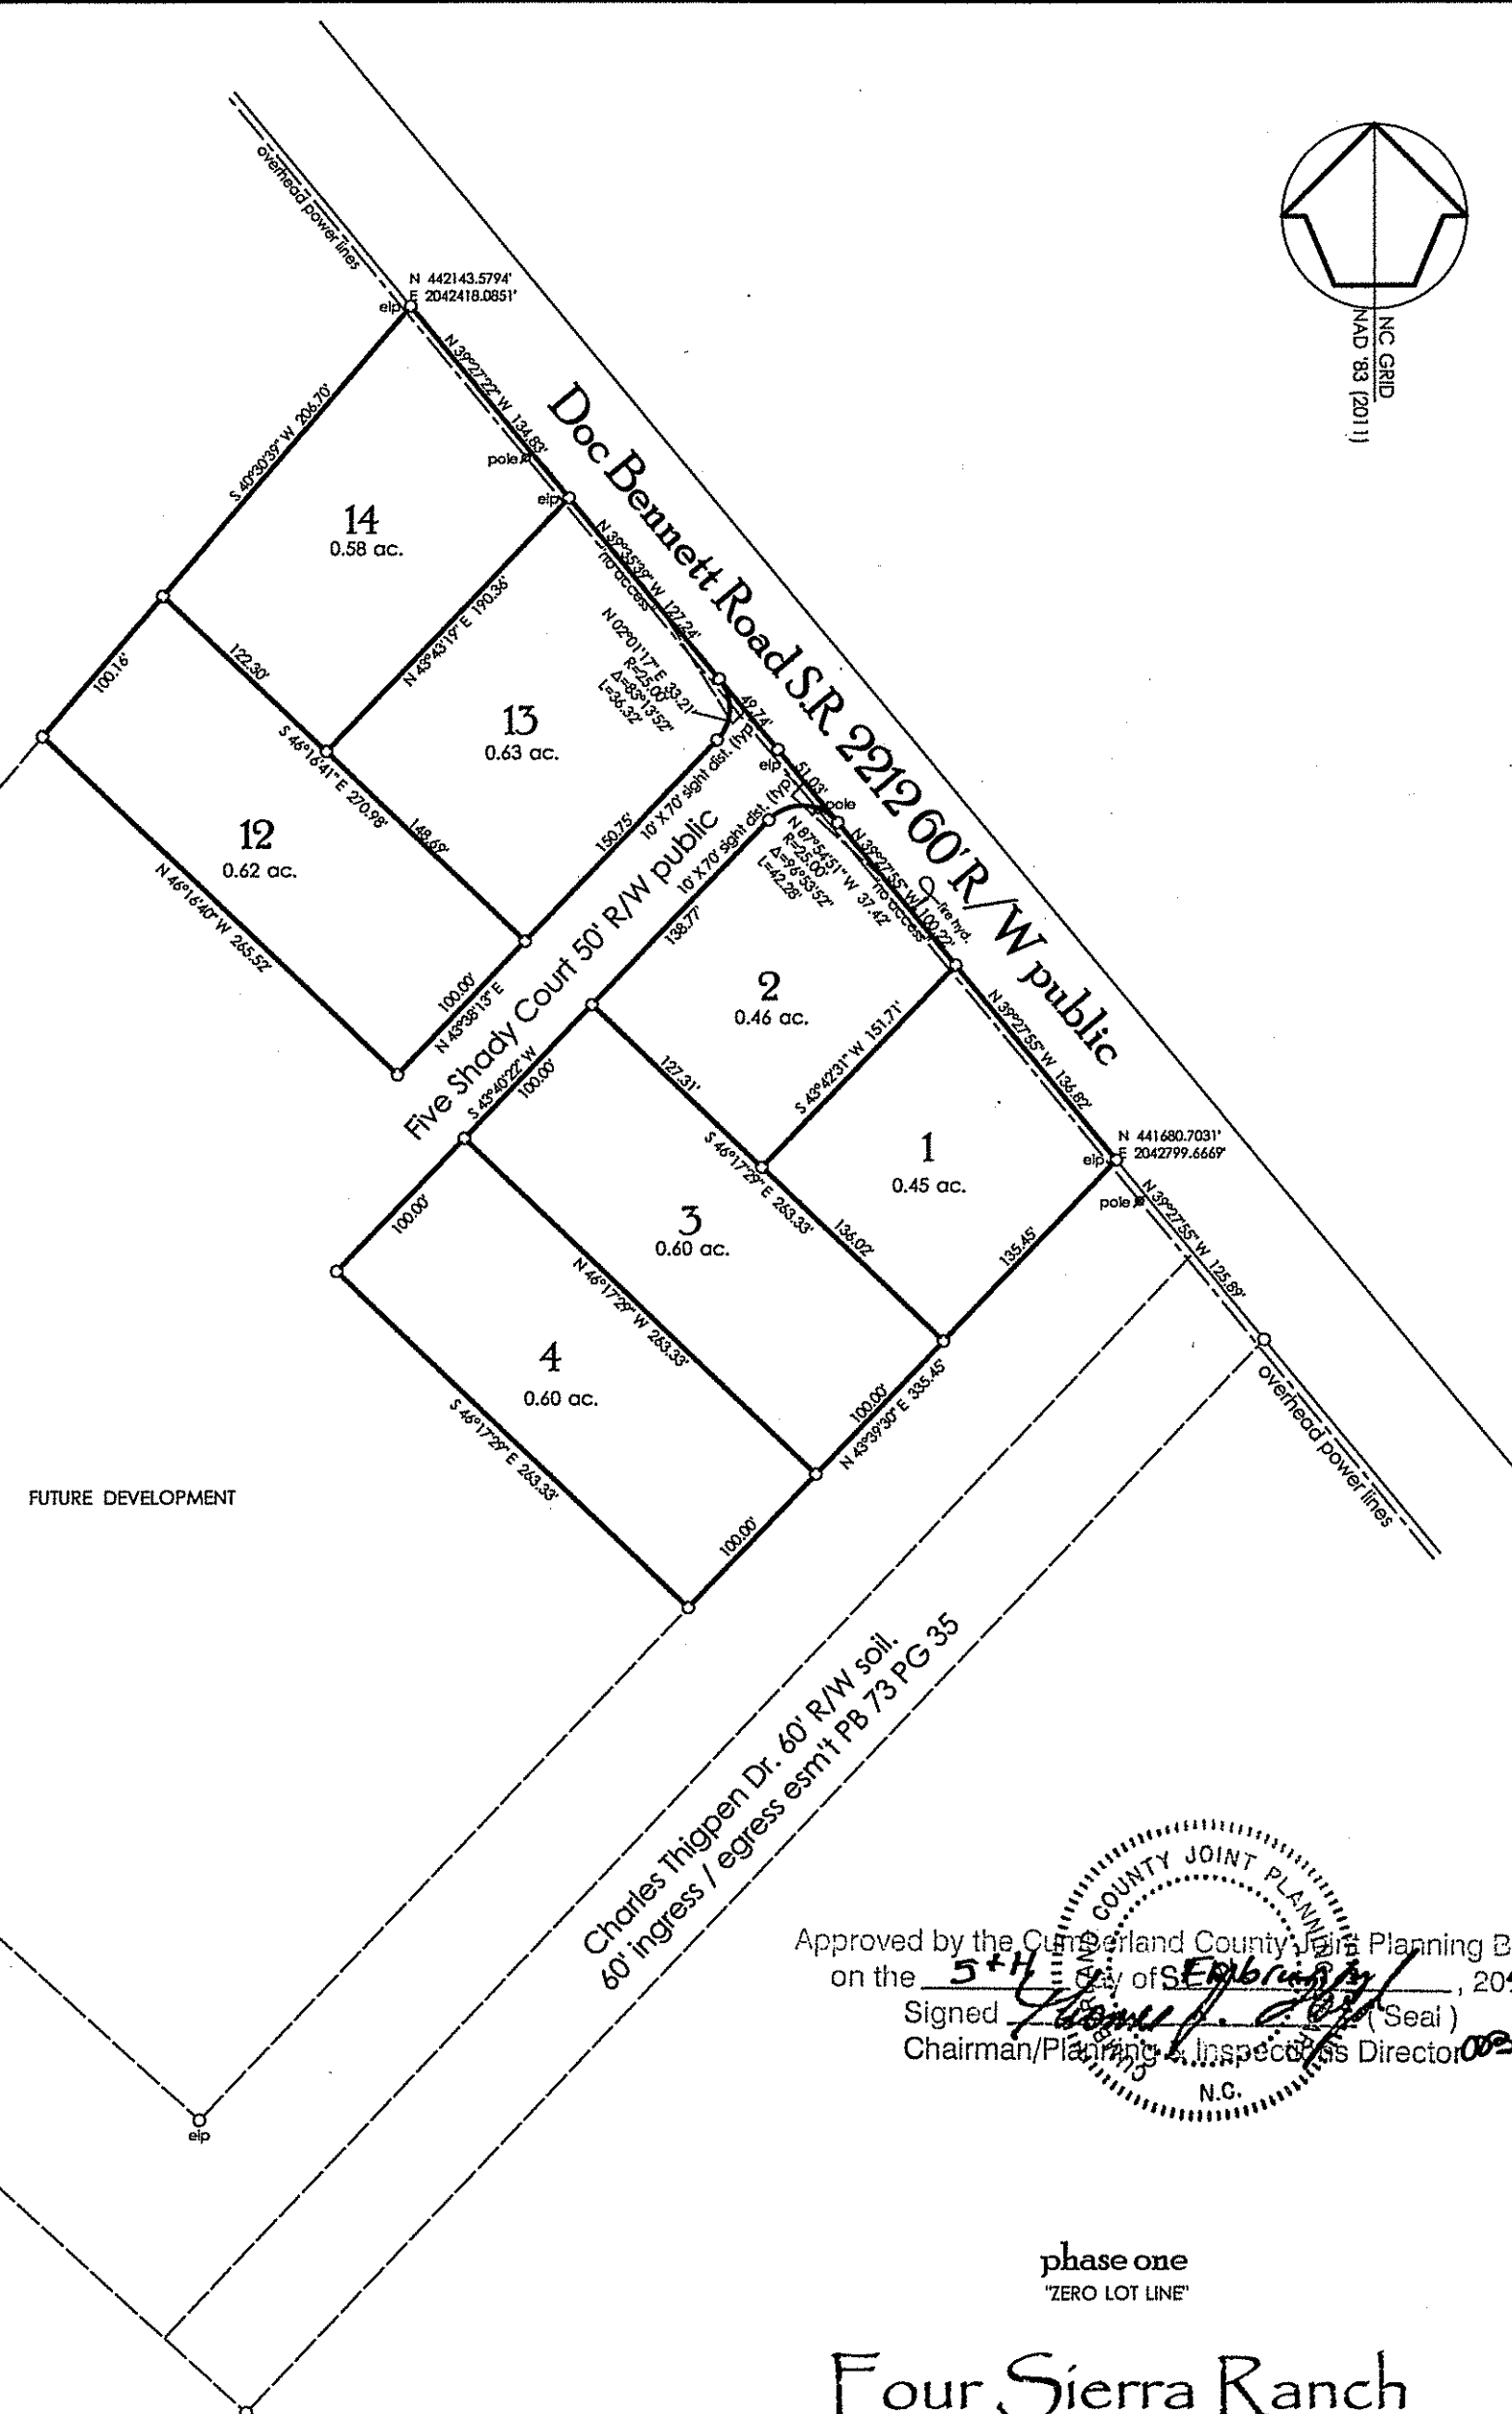 overhead power lines
N 442143.5794'
E 2042418.0851'
eip
N 39°27'22" W 134.83'
NC GRID
NAD '83 (2011)
S 40°30'39" W 206.70'
pole
eip
14
0.58 ac.
Doc Bennett Road S.R. 2212 60' R/W public
N 39°35'39" W 127.24'
"no access"
N 43°43'19" E 190.36'
N 02°01'17" E 33.21'
R=25.00'
Δ=83°13'52"
L=36.32'
100.16'
122.30'
13
0.63 ac.
49.74'
eip
51.03'
pole
S 46°16'41" E 270.98'
148.69'
150.75'
10' X 70' sight dist. (typ)
10' X 70' sight dist. (typ)
12
0.62 ac.
N 46°16'40" W 265.52'
100.00'
N 43°38'13" E
Five Shady Court 50' R/W public
138.77'
N 87°54'51" W 37.42'
R=25.00'
Δ=96°53'52"
L=42.28'
N 39°27'55" W 100.22'
"no access"
fire hyd.
2
0.46 ac.
S 43°40'22" W
100.00'
127.31'
S 43°42'31" W 151.71'
N 39°27'55" W 136.82'
1
0.45 ac.
N 441680.7031'
E 2042799.6669'
eip
pole
N 39°27'55" W 125.89'
100.00'
S 46°17'29" E 263.33'
136.02'
135.45'
3
0.60 ac.
N 46°17'29" W 263.33'
4
0.60 ac.
S 46°17'29" E 263.33'
100.00'
N 43°39'30" E 335.45'
100.00'
overhead power lines
FUTURE DEVELOPMENT
Charles Thigpen Dr. 60' R/W soil.
60' ingress / egress esm't PB 73 PG 35
CUMBERLAND COUNTY JOINT PLANNING
N.C.
Approved by the Cumberland County Joint Planning B
on the 5th day of February, 20
Signed (Seal)
Chairman/Planning & Inspections Director
eip
phase one
"ZERO LOT LINE"
Four Sierra Ranch